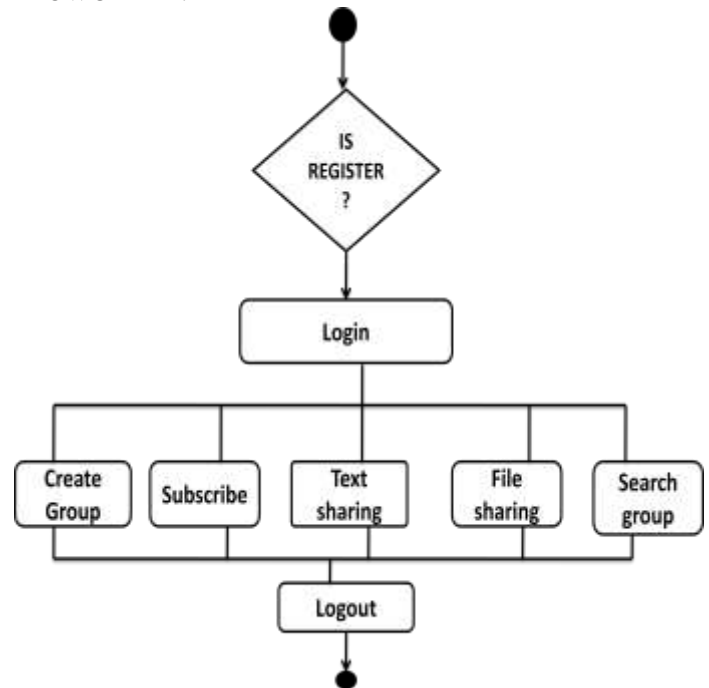 IS
REGISTER
?
Login
Create
Group
Subscribe
Text
sharing
File
sharing
Search
group
Logout